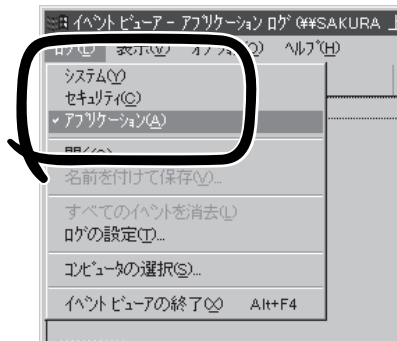 イベント ビューア - アプリケーション ログ (\\SAKURA 上
ログ(L) 表示(V) オプション(O) ヘルプ(H)
システム(Y)
セキュリティ(C)
✓ アプリケーション(A)
開く(O)...
名前を付けて保存(V)...
すべてのイベントを消去(L)
ログの設定(T)...
コンピュータの選択(S)...
イベント ビューアの終了(X) Alt+F4